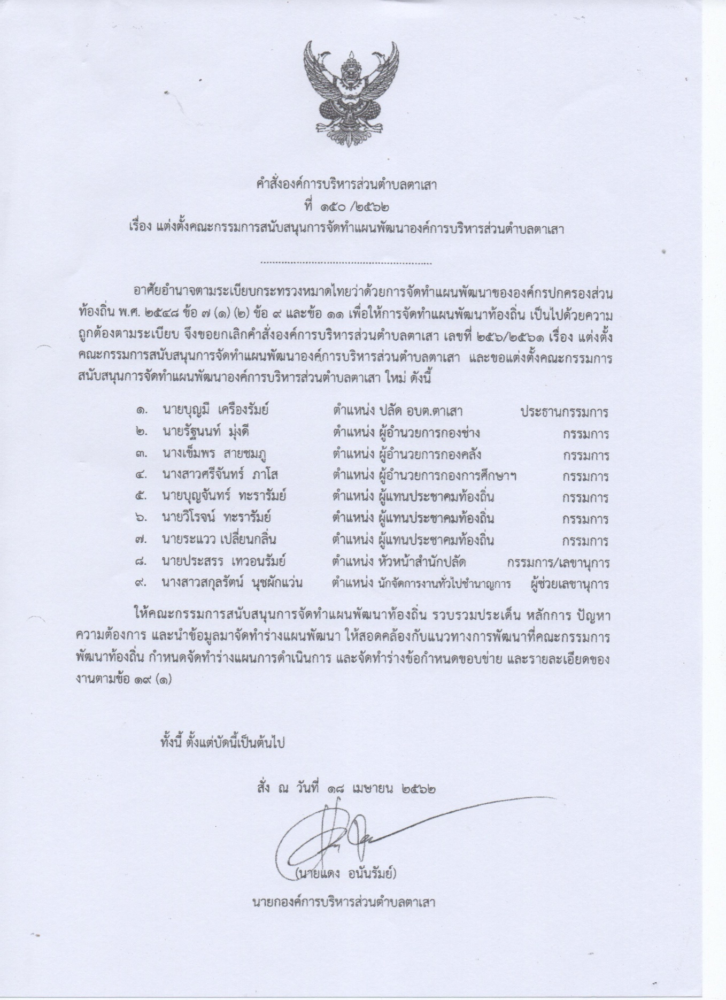 คำสั่งองค์การบริหารส่วนตำบลตาเสา
ที่ ๑๕๐ /๒๕๖๒
เรื่อง แต่งตั้งคณะกรรมการสนับสนุนการจัดทำแผนพัฒนาองค์การบริหารส่วนตำบลตาเสา
อาศัยอำนาจตามระเบียบกระทรวงหมาดไทยว่าด้วยการจัดทำแผนพัฒนาขององค์กรปกครองส่วน
ท้องถิ่น พ.ศ. ๒๕๔๘ ข้อ ๗ (๑) (๒) ข้อ ๙ และข้อ ๑๑ เพื่อให้การจัดทำแผนพัฒนาท้องถิ่น เป็นไปด้วยความ
ถูกต้องตามระเบียบ จึงขอยกเลิกคำสั่งองค์การบริหารส่วนตำบลตาเสา เลขที่ ๒๕๖/๒๕๖๑ เรื่อง แต่งตั้ง
คณะกรรมการสนับสนุนการจัดทำแผนพัฒนาองค์การบริหารส่วนตำบลตาเสา และขอแต่งตั้งคณะกรรมการ
สนับสนุนการจัดทำแผนพัฒนาองค์การบริหารส่วนตำบลตาเสา ใหม่ ดังนี้
๑. นายบุญมี เครืองรัมย์ ตำแหน่ง ปลัด อบต.ตาเสา ประธานกรรมการ
๒. นายรัฐนนท์ มุ่งดี ตำแหน่ง ผู้อำนวยการกองช่าง กรรมการ
๓. นางเข็มพร สายชมภู ตำแหน่ง ผู้อำนวยการกองคลัง กรรมการ
๔. นางสาวศรีจันทร์ ภาโส ตำแหน่ง ผู้อำนวยการกองการศึกษาฯ กรรมการ
๕. นายบุญจันทร์ ทะรารัมย์ ตำแหน่ง ผู้แทนประชาคมท้องถิ่น กรรมการ
๖. นายวิโรจน์ ทะรารัมย์ ตำแหน่ง ผู้แทนประชาคมท้องถิ่น กรรมการ
๗. นายระแวว เปลี่ยนกลิ่น ตำแหน่ง ผู้แทนประชาคมท้องถิ่น กรรมการ
๘. นายประสรร เทวอนรัมย์ ตำแหน่ง หัวหน้าสำนักปลัด กรรมการ/เลขานุการ
๙. นางสาวสกุลรัตน์ นุชผักแว่น ตำแหน่ง นักจัดการงานทั่วไปชำนาญการ ผู้ช่วยเลขานุการ
ให้คณะกรรมการสนับสนุนการจัดทำแผนพัฒนาท้องถิ่น รวบรวมประเด็น หลักการ ปัญหา
ความต้องการ และนำข้อมูลมาจัดทำร่างแผนพัฒนา ให้สอดคล้องกับแนวทางการพัฒนาที่คณะกรรมการ
พัฒนาท้องถิ่น กำหนดจัดทำร่างแผนการดำเนินการ และจัดทำร่างข้อกำหนดขอบช่าย และรายละเอียดของ
งานตามข้อ ๑๙ (๑)
ทั้งนี้ ตั้งแต่บัดนี้เป็นต้นไป
สั่ง ณ วันที่ ๑๘ เมษายน ๒๕๖๒
(นายแดง อนันรัมย์)
นายกองค์การบริหารส่วนตำบลตาเสา